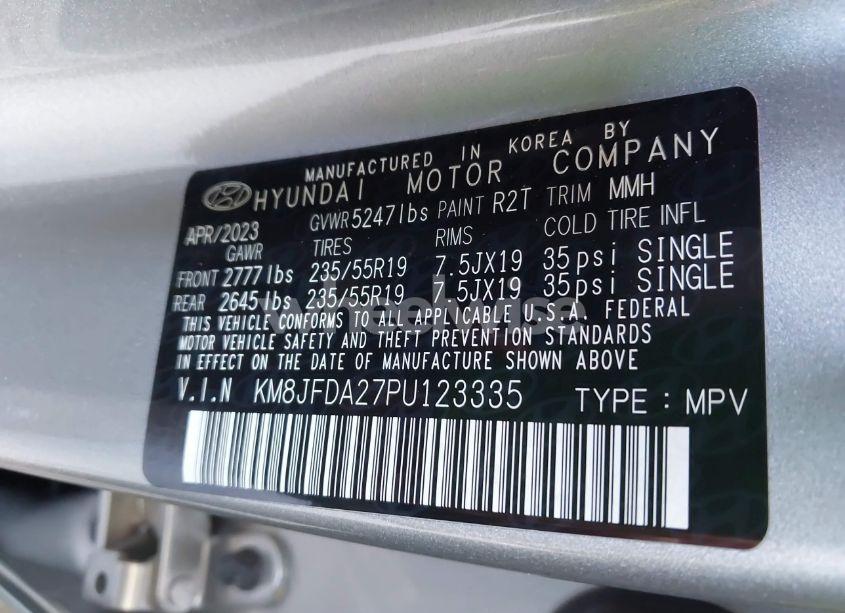 MANUFACTURED IN KOREA BY
HYUNDAI MOTOR COMPANY
APR/2023 GVWR 5247lbs PAINT R2T TRIM MMH
GAWR TIRES RIMS COLD TIRE INFL
FRONT 2777lbs 235/55R19 7.5JX19 35psi SINGLE
REAR 2645lbs 235/55R19 7.5JX19 35psi SINGLE
THIS VEHICLE CONFORMS TO ALL APPLICABLE U.S.A. FEDERAL
MOTOR VEHICLE SAFETY AND THEFT PREVENTION STANDARDS
IN EFFECT ON THE DATE OF MANUFACTURE SHOWN ABOVE
V.I.N KM8JFDA27PU123335 TYPE : MPV
wheelwise